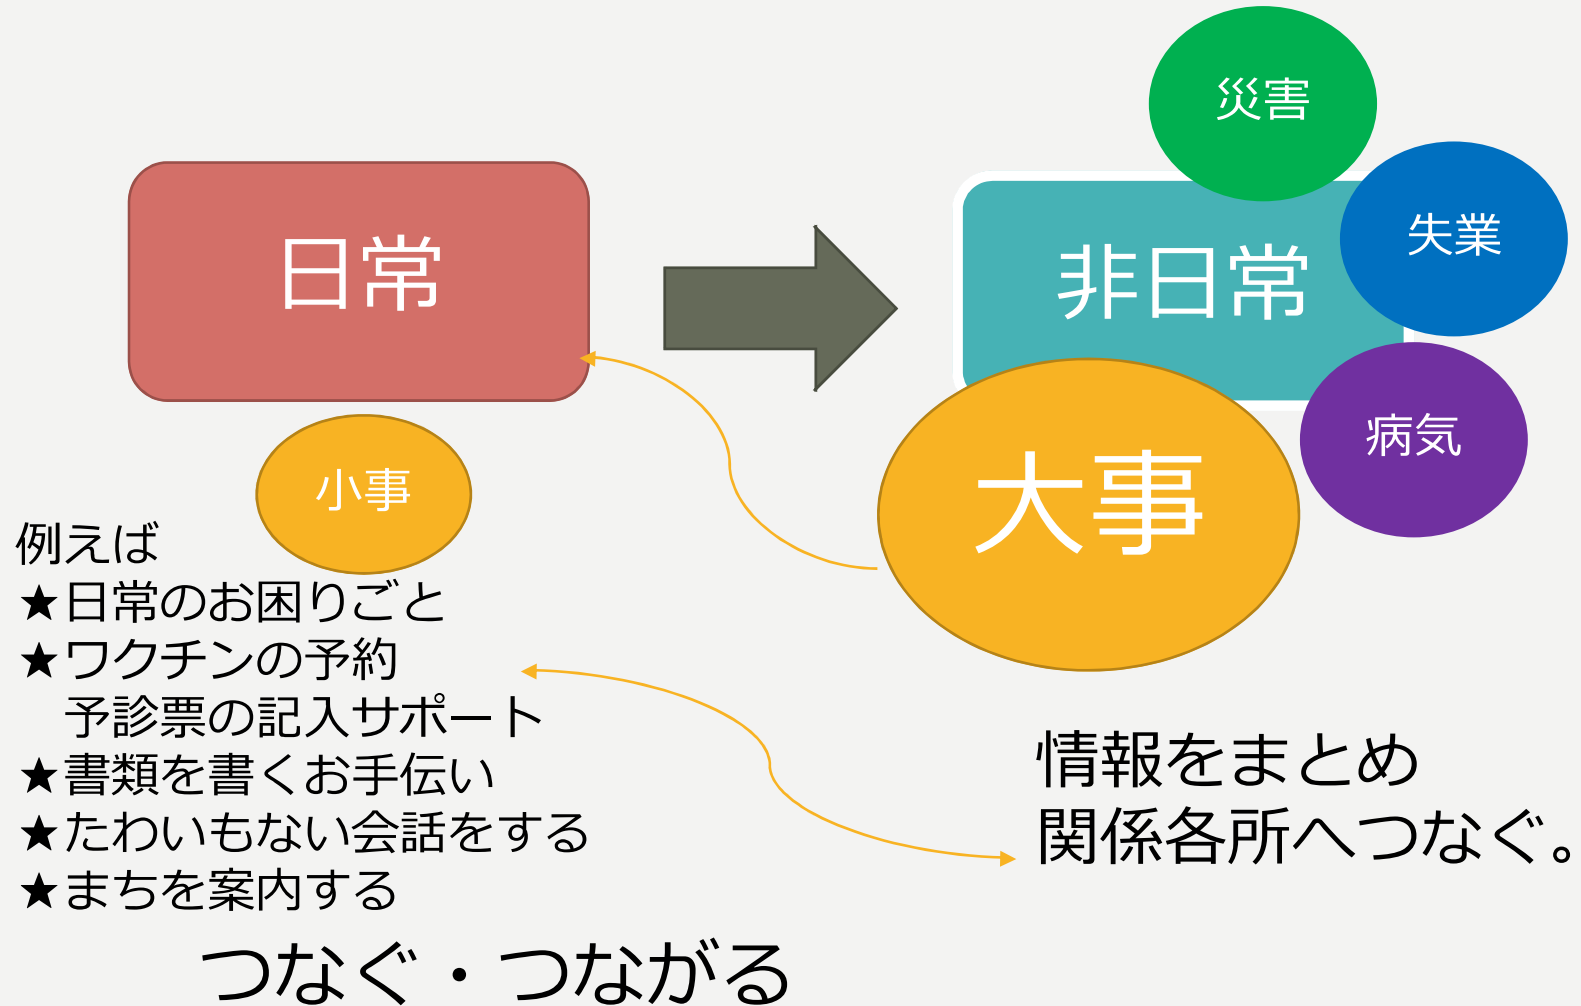 災害
失業
日常
非日常
病気
小事
大事
例えば
★日常のお困りごと
★ワクチンの予約
予診票の記入サポート
★書類を書くお手伝い
★たわいもない会話をする
★まちを案内する
情報をまとめ
関係各所へつなぐ。
つなぐ・つながる